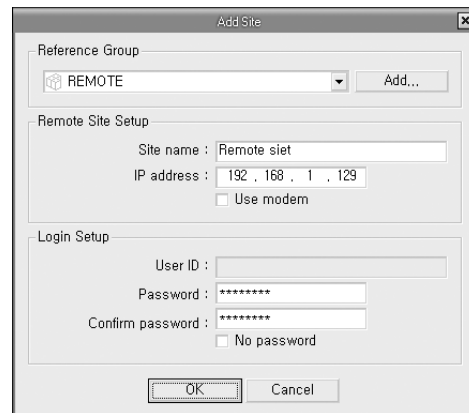 Add Site
Reference Group
REMOTE
Add...
Remote Site Setup
Site name : Remote siet
IP address : 192 . 168 . 1 . 129
Use modem
Login Setup
User ID :
Password : ********
Confirm password : ********
No password
OK Cancel